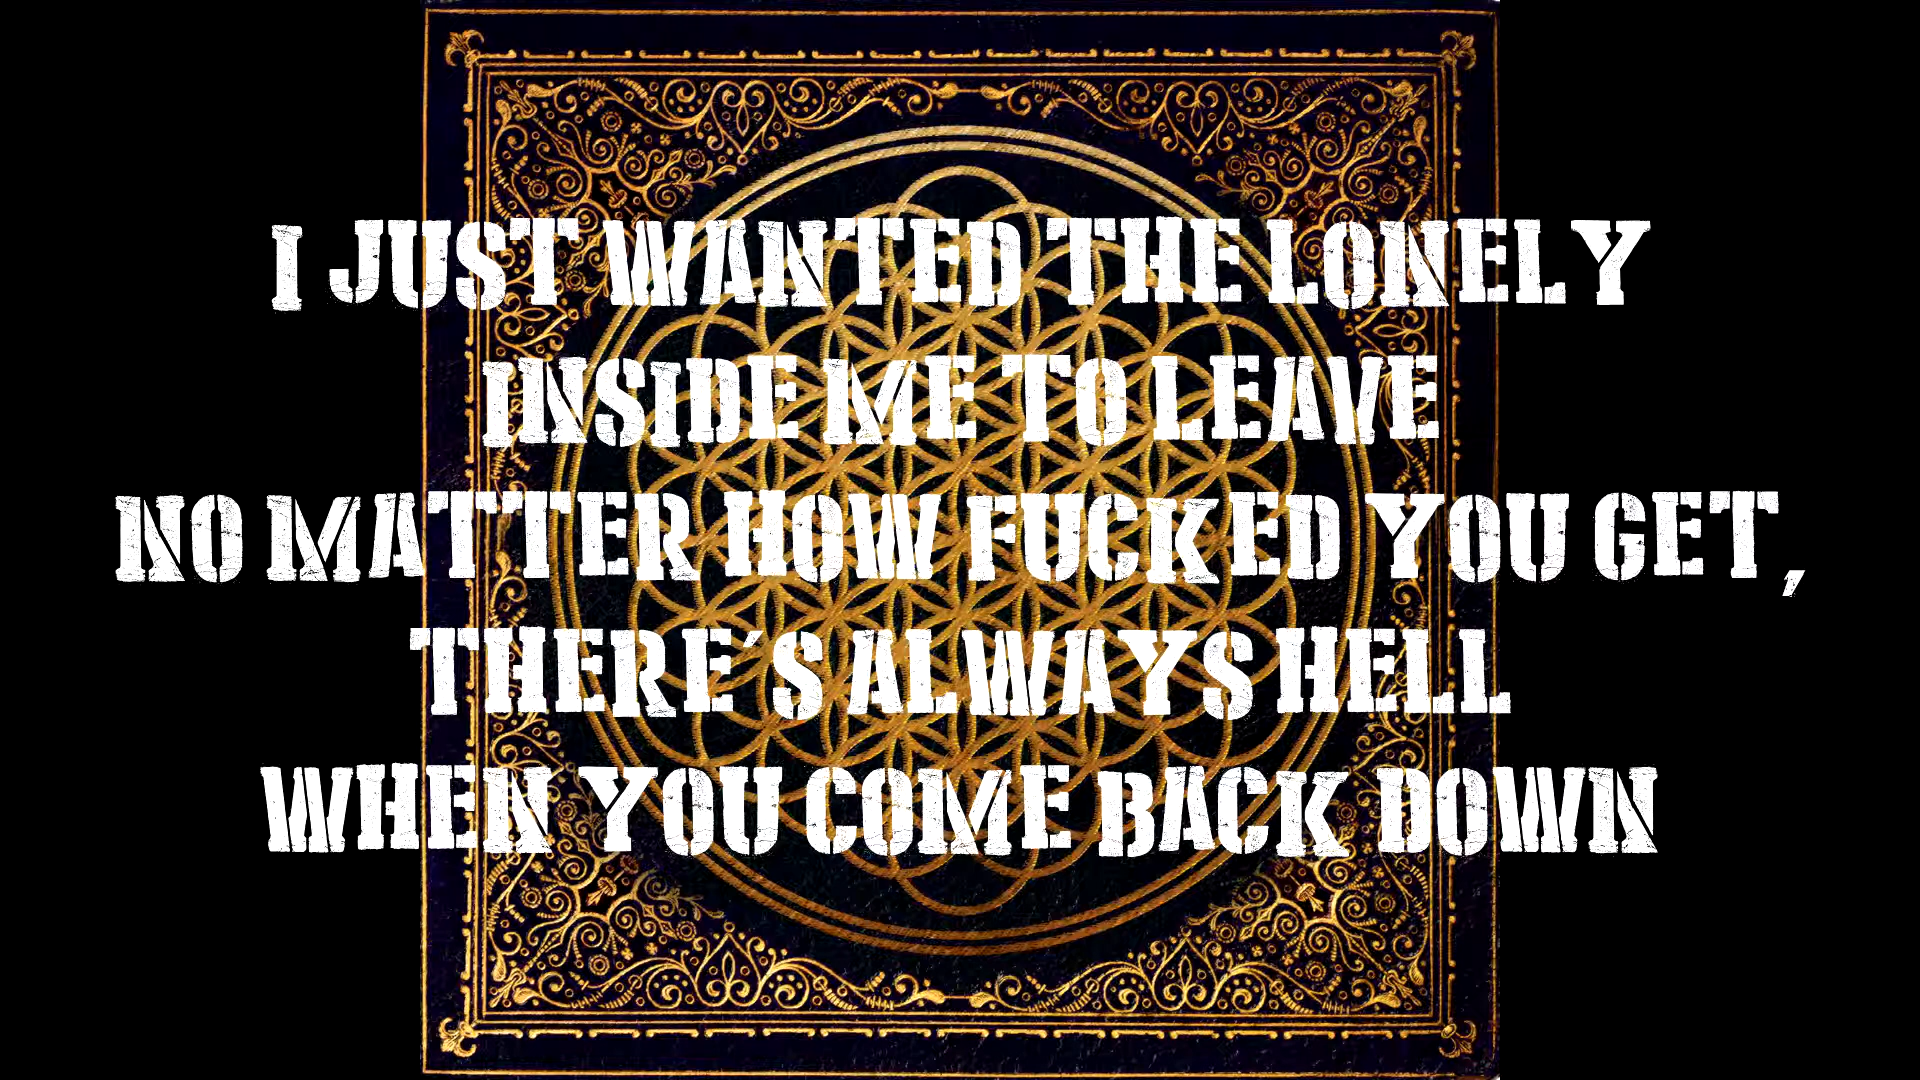 I JUST WANTED THE LONELY
INSIDE ME TO LEAVE
NO MATTER HOW FUCKED YOU GET,
THERE'S ALWAYS HELL
WHEN YOU COME BACK DOWN